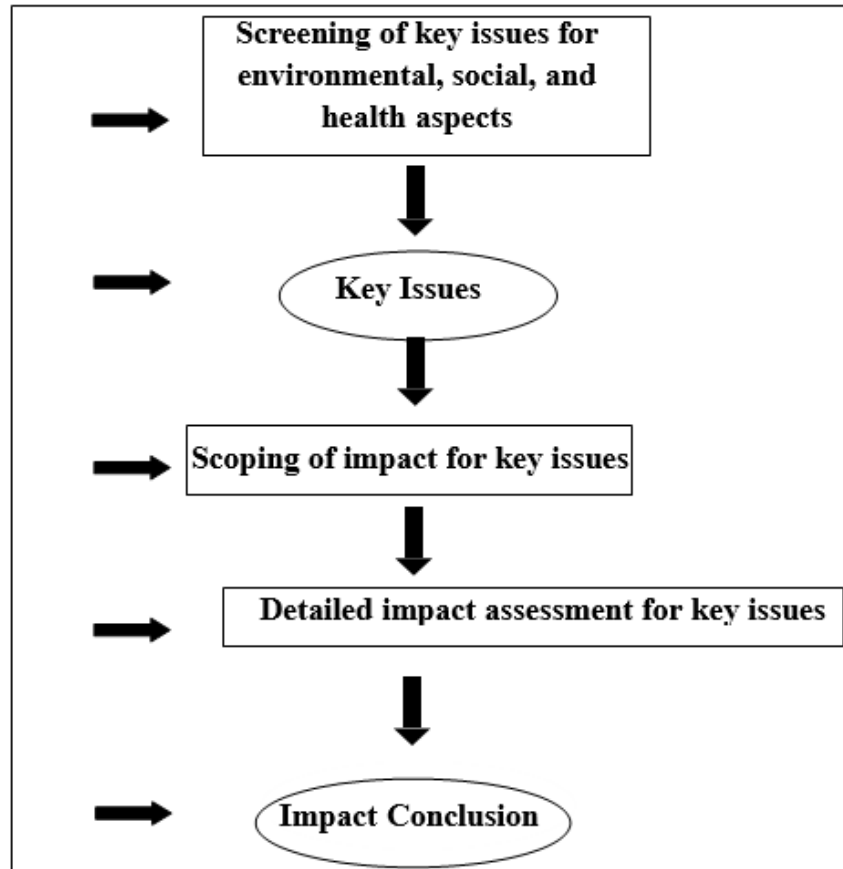 Screening of key issues for
environmental, social, and
health aspects
Key Issues
Scoping of impact for key issues
Detailed impact assessment for key issues
Impact Conclusion